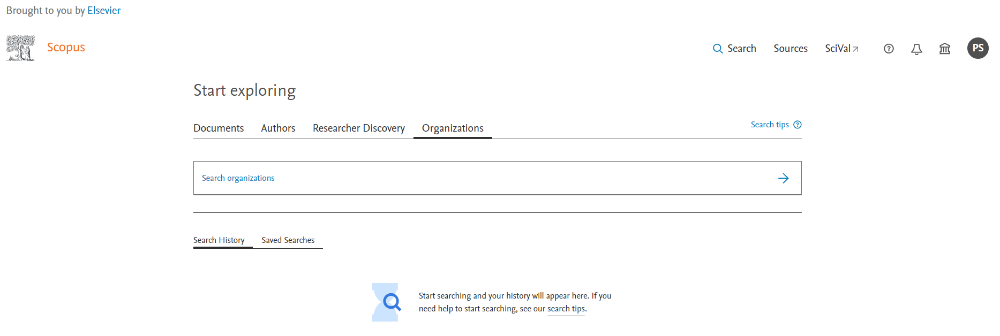 Brought to you by Elsevier
Scopus
Search
Sources
SciVal
PS
Start exploring
Documents
Authors
Researcher Discovery
Organizations
Search tips
Search organizations
Search History
Saved Searches
Start searching and your history will appear here. If you
need help to start searching, see our search tips.